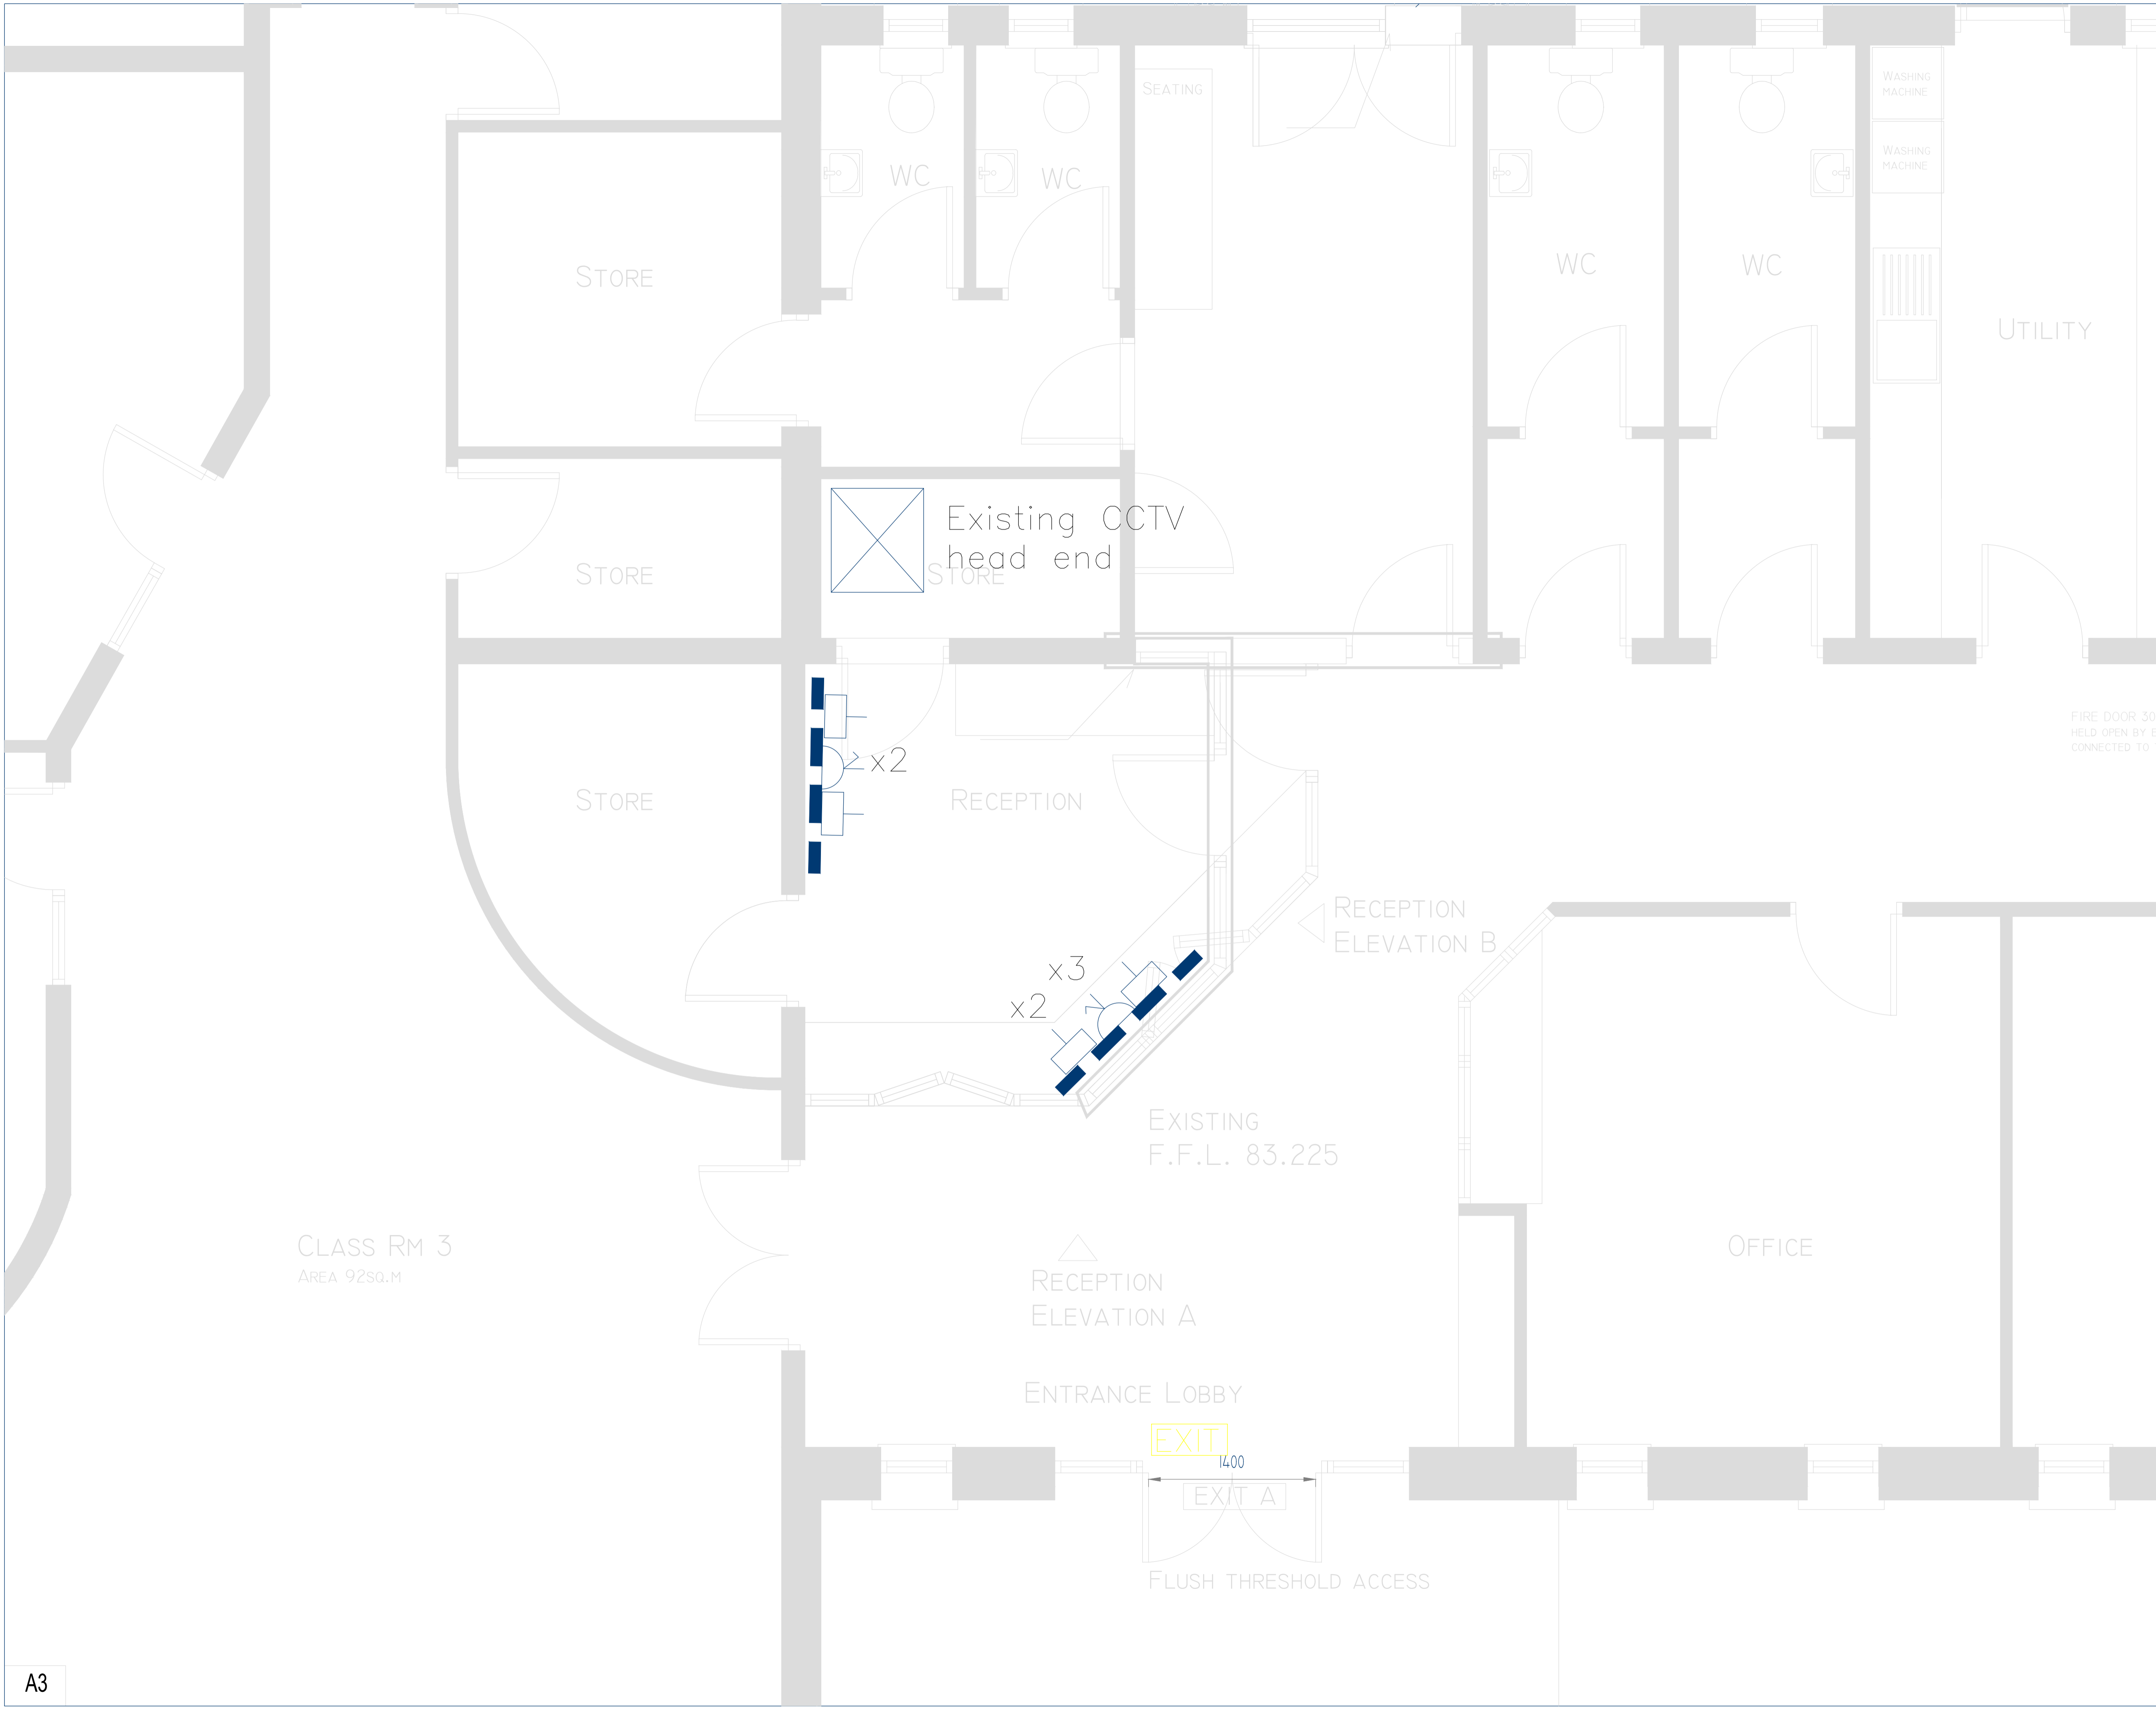 SEATING
WASHING
MACHINE
WASHING
MACHINE
WC
WC
WC
WC
STORE
UTILITY
Existing CCTV
head end
STORE
STORE
FIRE DOOR 30
HELD OPEN BY E
CONNECTED TO
x2
STORE
RECEPTION
RECEPTION
ELEVATION B
x3
x2
EXISTING
F.F.L. 83.225
CLASS RM 3
AREA 92SQ.M
OFFICE
RECEPTION
ELEVATION A
ENTRANCE LOBBY
EXIT
1400
EXIT A
FLUSH THRESHOLD ACCESS
A3